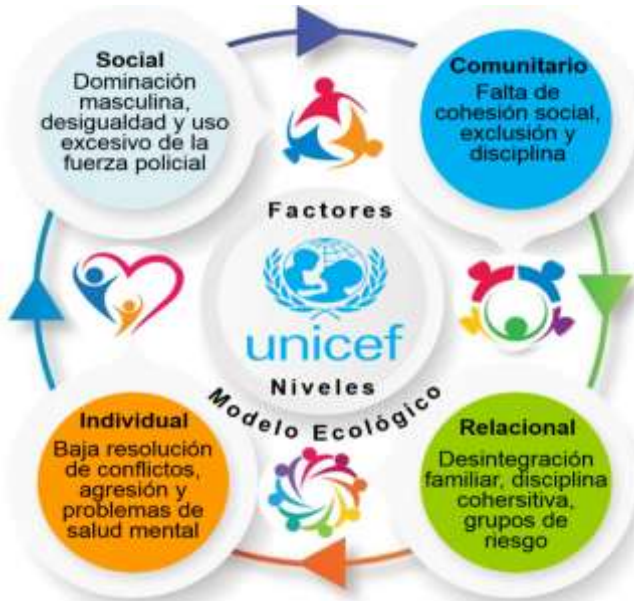 Social
Dominación
masculina,
desigualdad y uso
excesivo de la
fuerza policial
Comunitario
Falta de
cohesión social,
exclusión y
disciplina
Factores
unicef
Niveles
Modelo Ecológico
Individual
Baja resolución
de conflictos,
agresión y
problemas de
salud mental
Relacional
Desintegración
familiar, disciplina
cohersitiva,
grupos de
riesgo